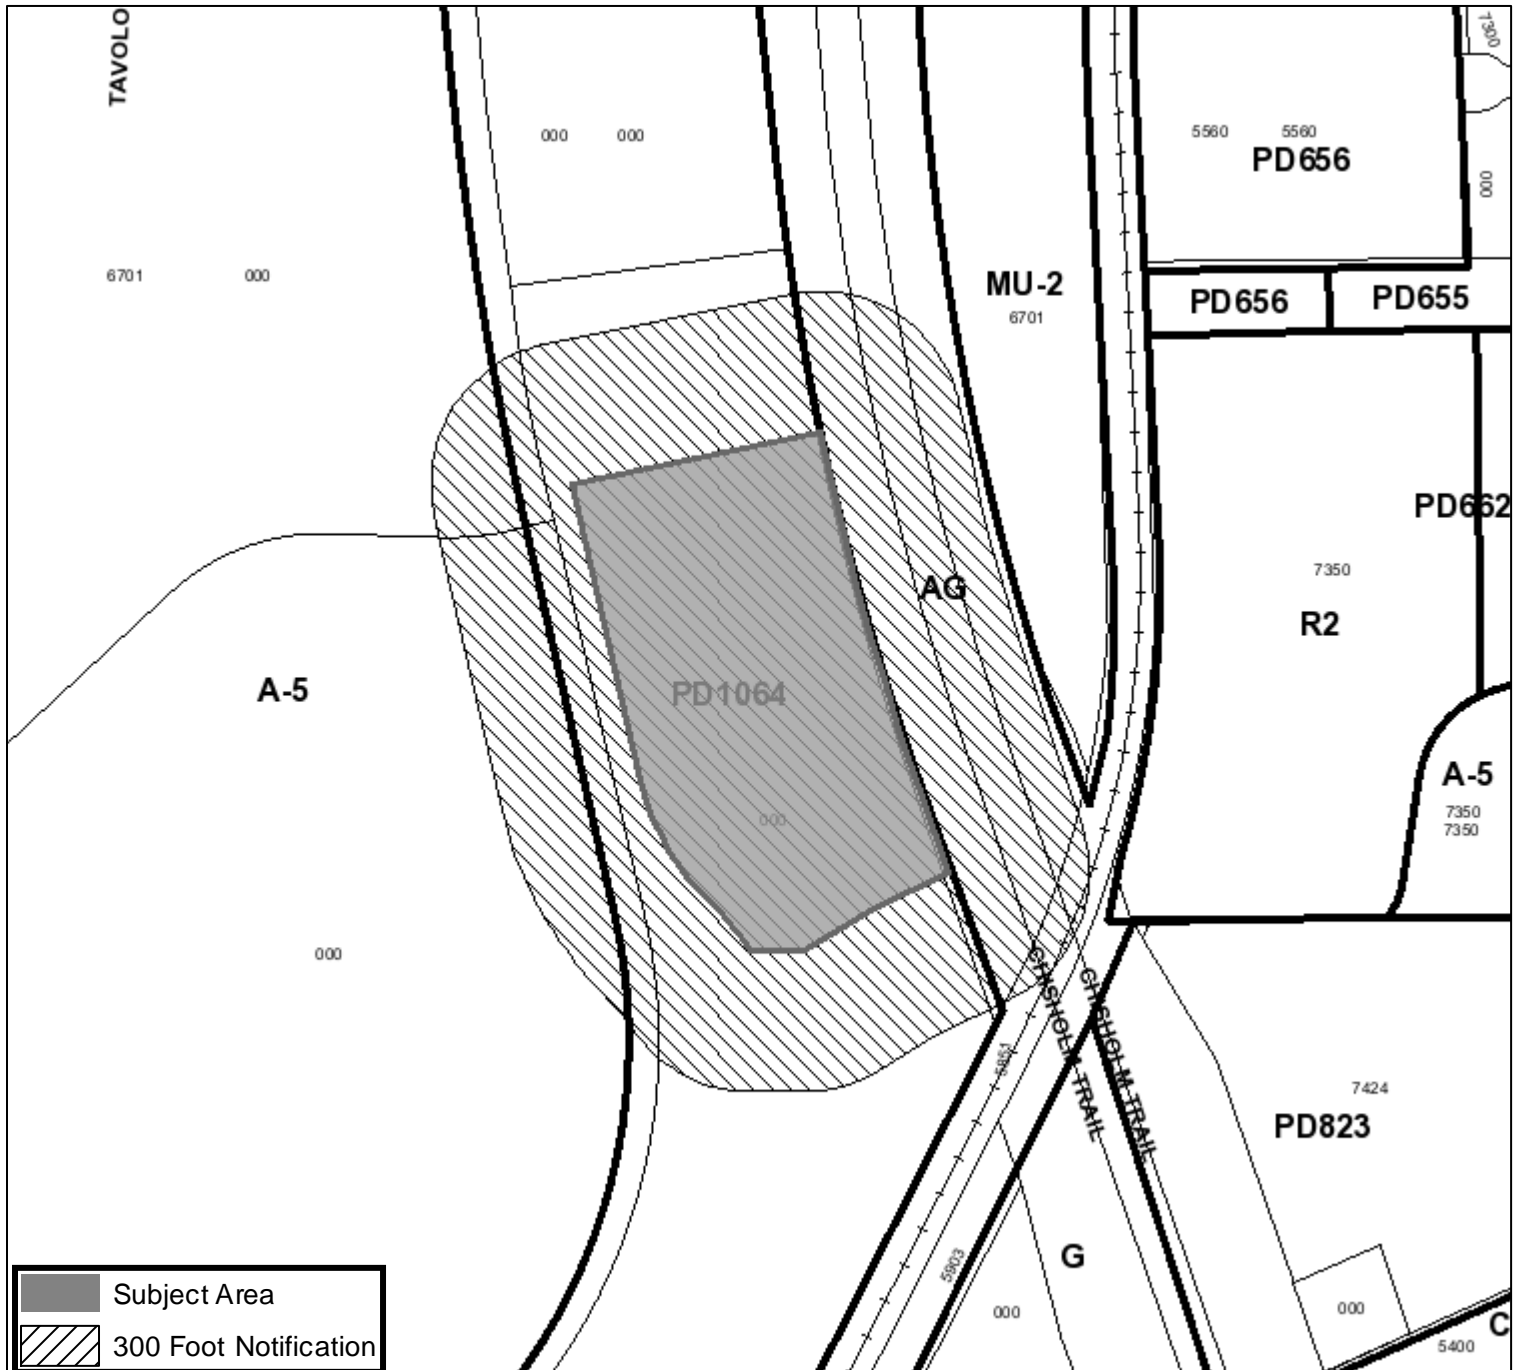 TAVOLO
7300
000 000
5560 5560
PD656
000
6701 000
MU-2
6701
PD656 PD655
PD662
7350
AG
R2
A-5
PD1064
A-5
7350
7350
000
000
CHISHOLM TRAIL
CHISHOLM TRAIL
5851
7424
PD823
5903
G
000
000
C
5400
Subject Area
300 Foot Notification